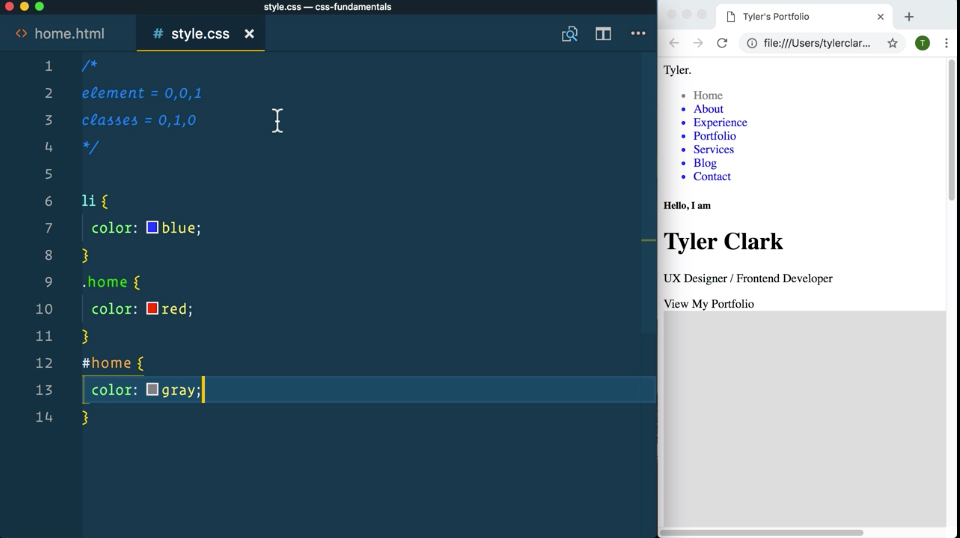 style.css — css-fundamentals
<> home.html
# style.css ×
1 /*
2 element = 0,0,1
3 classes = 0,1,0
4 */
5
6 li {
7 color: blue;
8 }
9 .home {
10 color: red;
11 }
12 #home {
13 color: gray;
14 }
Tyler's Portfolio × +
file:///Users/tylerclar...
T
Tyler.
• Home
• About
• Experience
• Portfolio
• Services
• Blog
• Contact
Hello, I am
Tyler Clark
UX Designer / Frontend Developer
View My Portfolio